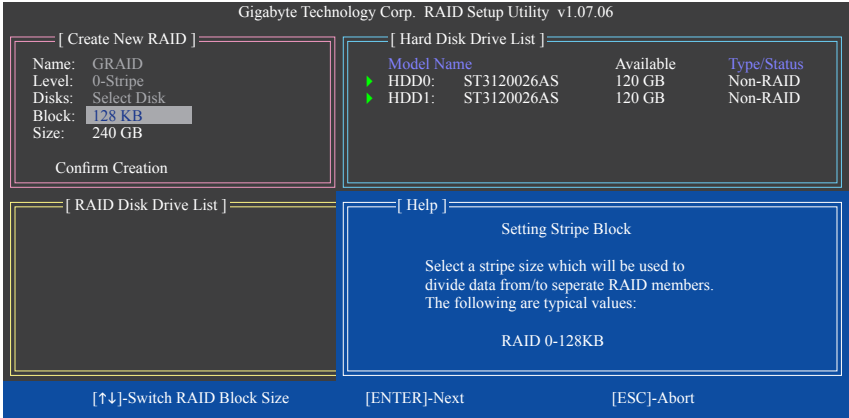 Gigabyte Technology Corp. RAID Setup Utility v1.07.06
[ Create New RAID ]
Name: GRAID
Level: 0-Stripe
Disks: Select Disk
Block: 128 KB
Size: 240 GB
Confirm Creation
[ Hard Disk Drive List ]
Model Name Available Type/Status
HDD0: ST3120026AS 120 GB Non-RAID
HDD1: ST3120026AS 120 GB Non-RAID
[ RAID Disk Drive List ]
[ Help ]
Setting Stripe Block
Select a stripe size which will be used to
divide data from/to seperate RAID members.
The following are typical values:
RAID 0-128KB
[↑↓]-Switch RAID Block Size [ENTER]-Next [ESC]-Abort